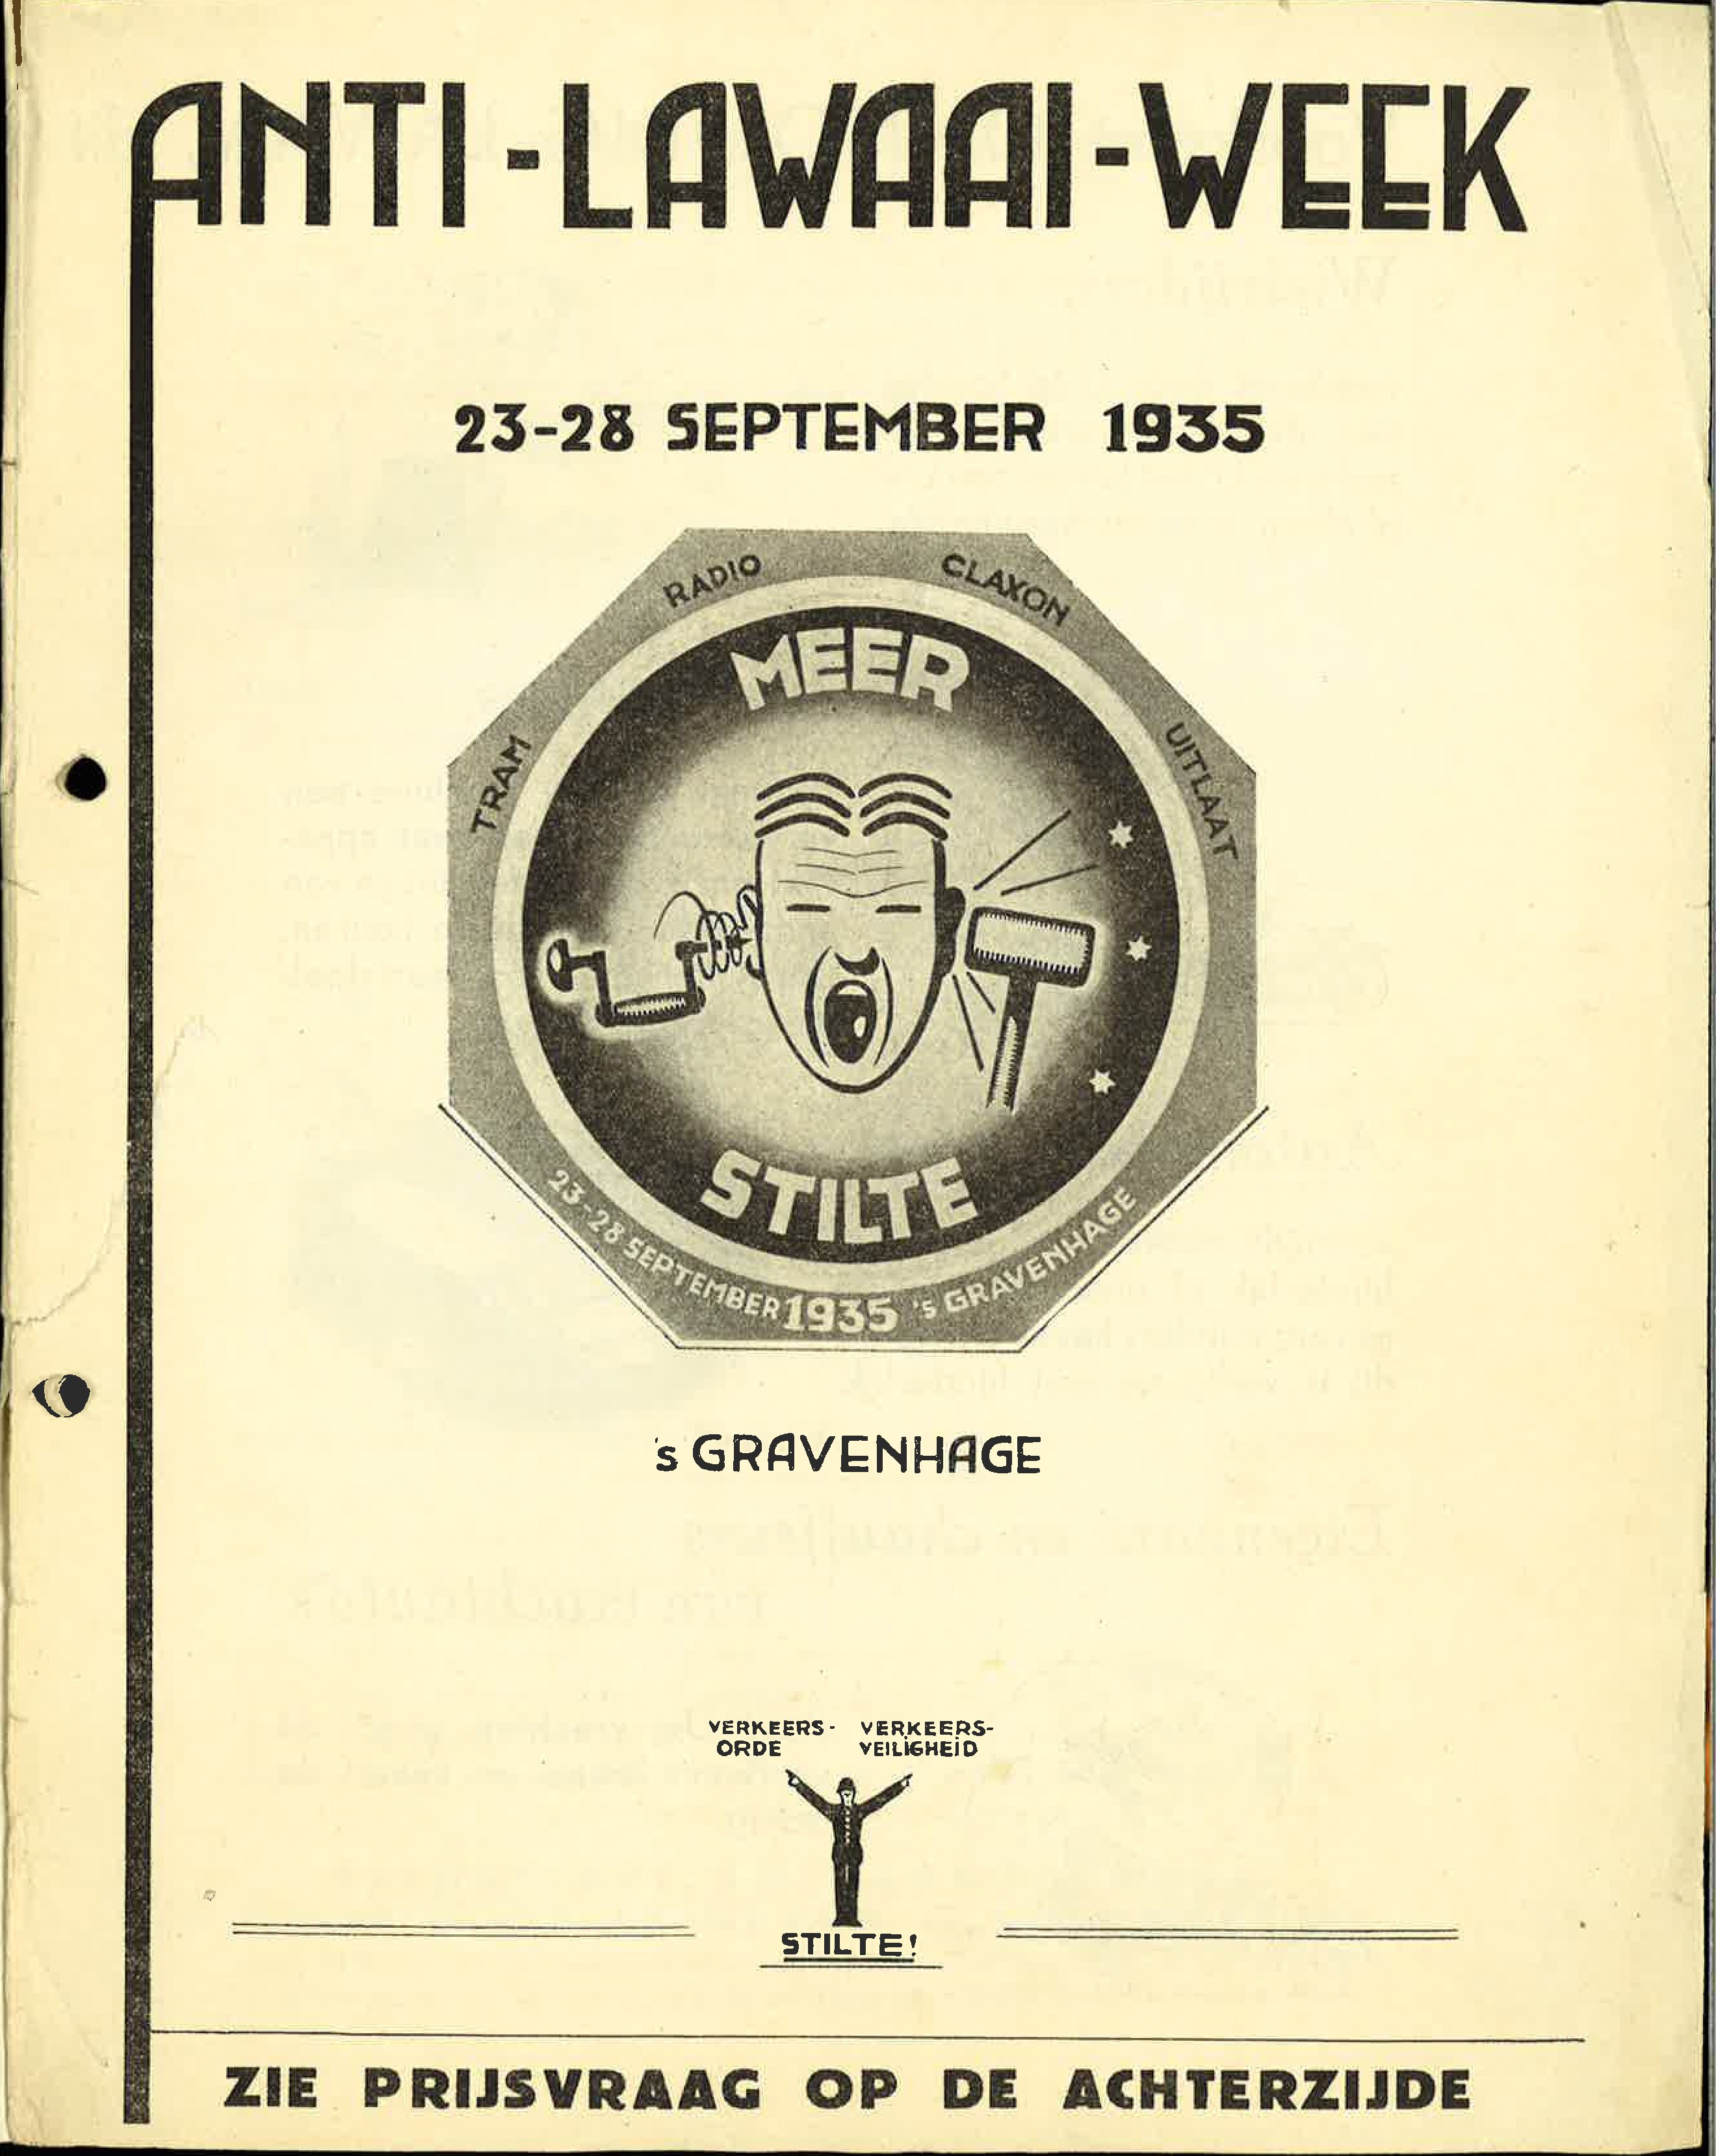 ANTI-LAWAAI-WEEK
23-28 SEPTEMBER 1935
TRAM
RADIO
CLAXON
UITLAAT
MEER
STILTE
23-28 SEPTEMBER 1935 's GRAVENHAGE
's GRAVENHAGE
VERKEERS- VERKEERS-
ORDE VEILIGHEID
STILTE!
ZIE PRIJSVRAAG OP DE ACHTERZIJDE